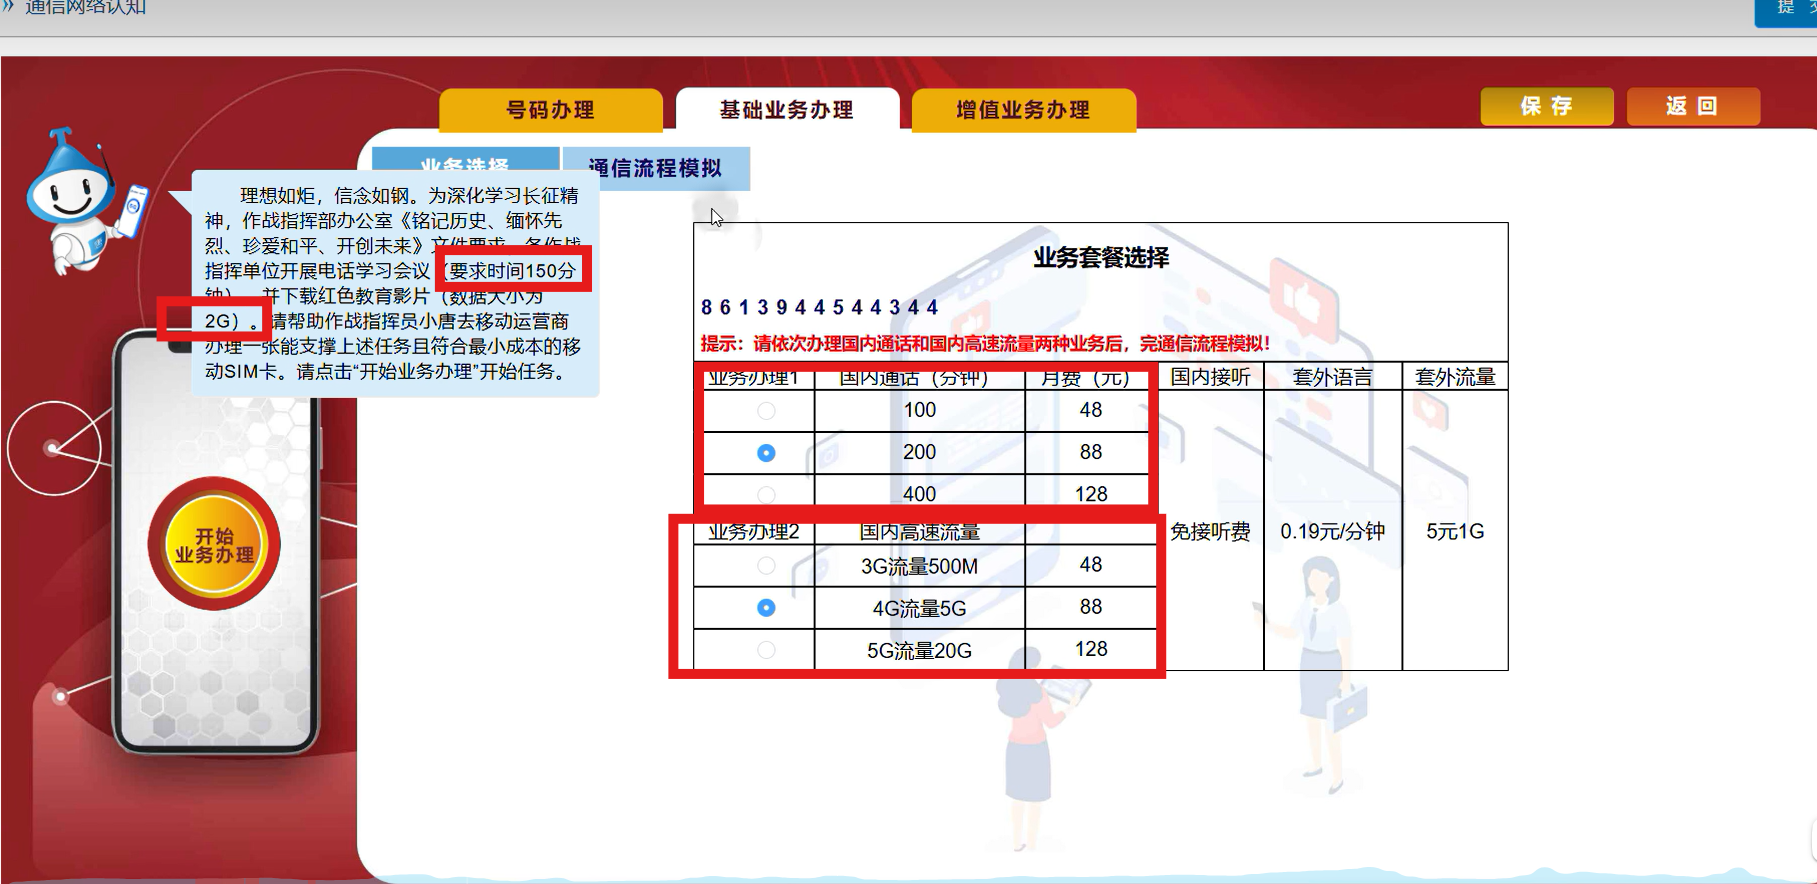 » 通信网络认知
提 交
号码办理
基础业务办理
增值业务办理
保 存
返 回
业务选择
通信流程模拟
理想如炬，信念如钢。为深化学习长征精
神，作战指挥部办公室《铭记历史、缅怀先
烈、珍爱和平、开创未来》文件要求，各作战
指挥单位开展电话学习会议（要求时间150分
钟），并下载红色教育影片（数据大小为
2G）。请帮助作战指挥员小唐去移动运营商
办理一张能支撑上述任务且符合最小成本的移
动SIM卡。请点击“开始业务办理”开始任务。
开始
业务办理
业务套餐选择
8613944544344
提示：请依次办理国内通话和国内高速流量两种业务后，完通信流程模拟！
业务办理1 国内通话（分钟） 月费（元） 国内接听 套外语言 套外流量
100 48
200 88
400 128
业务办理2 国内高速流量 免接听费 0.19元/分钟 5元1G
3G流量500M 48
4G流量5G 88
5G流量20G 128